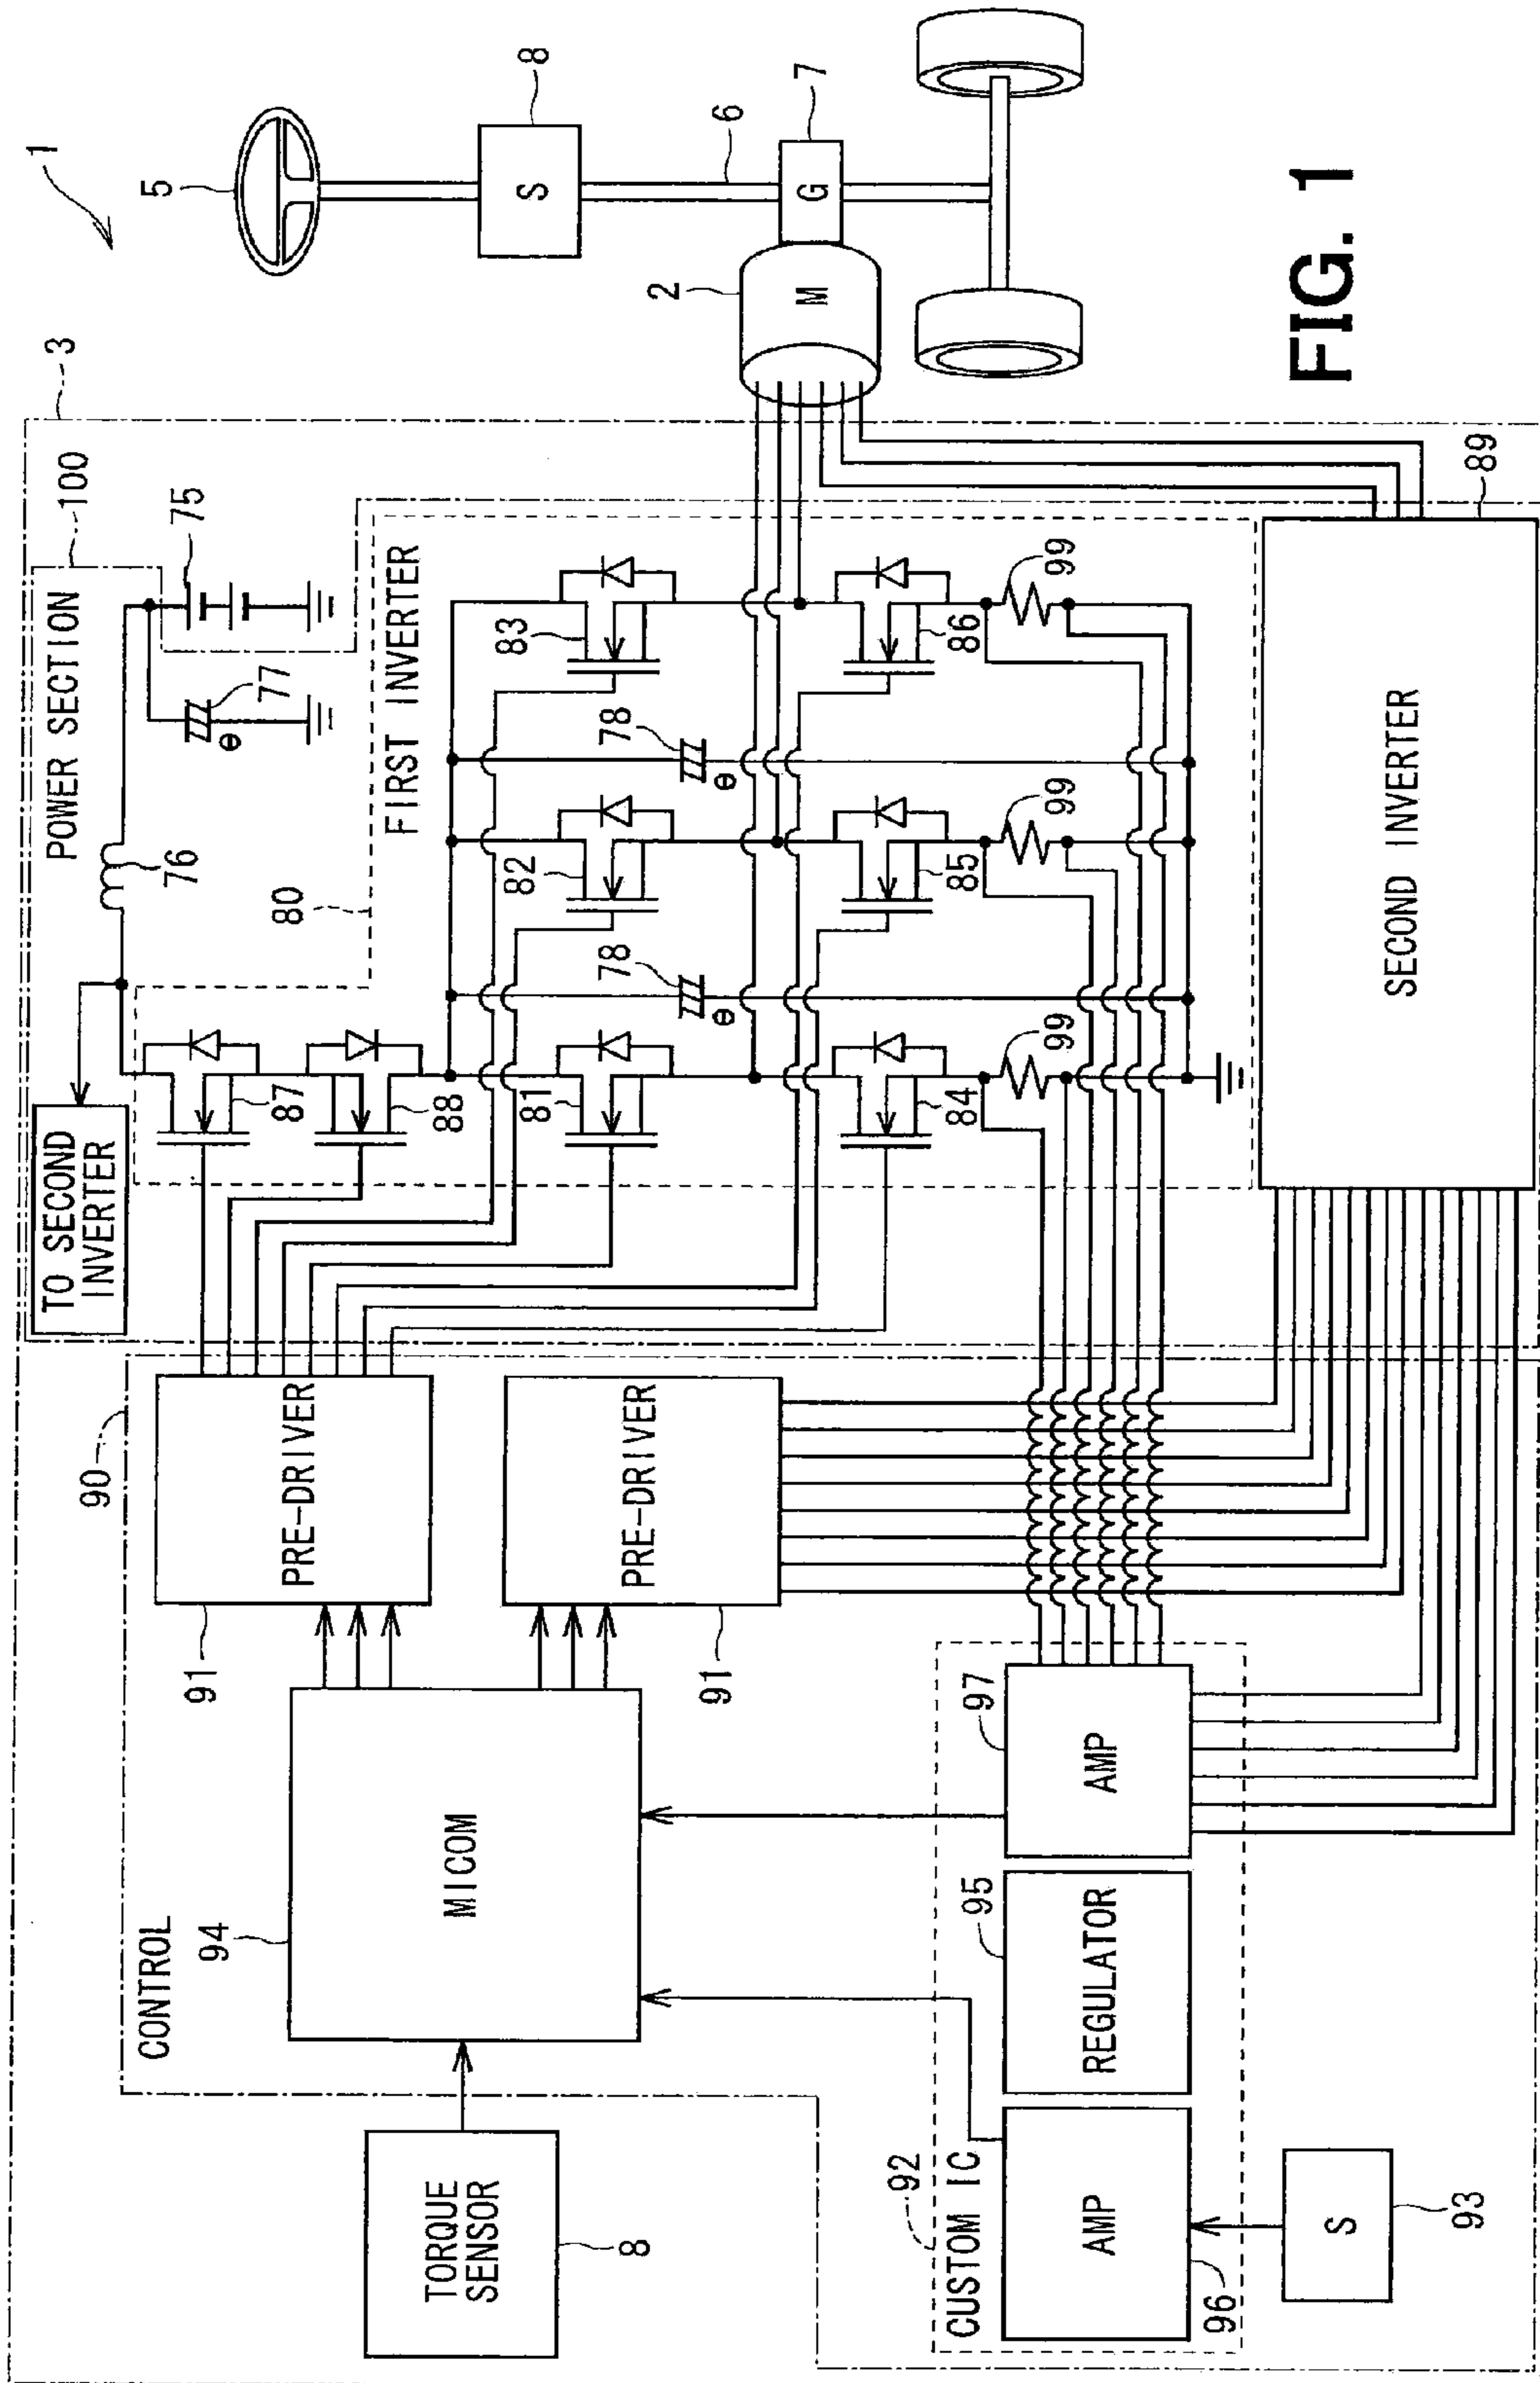 1
5
8
S
6
7
G
2
M
3
100
POWER SECTION
75
77
⊖
76
TO SECOND
INVERTER
80
FIRST INVERTER
87
88
81
82
83
78
⊖
78
⊖
84
85
86
99
99
99
89
SECOND INVERTER
90
CONTROL
PRE-DRIVER
91
PRE-DRIVER
91
94
MICOM
TORQUE
SENSOR
8
92
CUSTOM IC
97
AMP
95
REGULATOR
AMP
96
S
93
FIG. 1